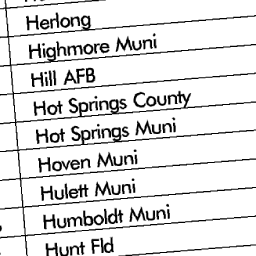 Herlong
Highmore Muni
Hill AFB
Hot Springs County
Hot Springs Muni
Hoven Muni
Hulett Muni
Humboldt Muni
Hunt Fld